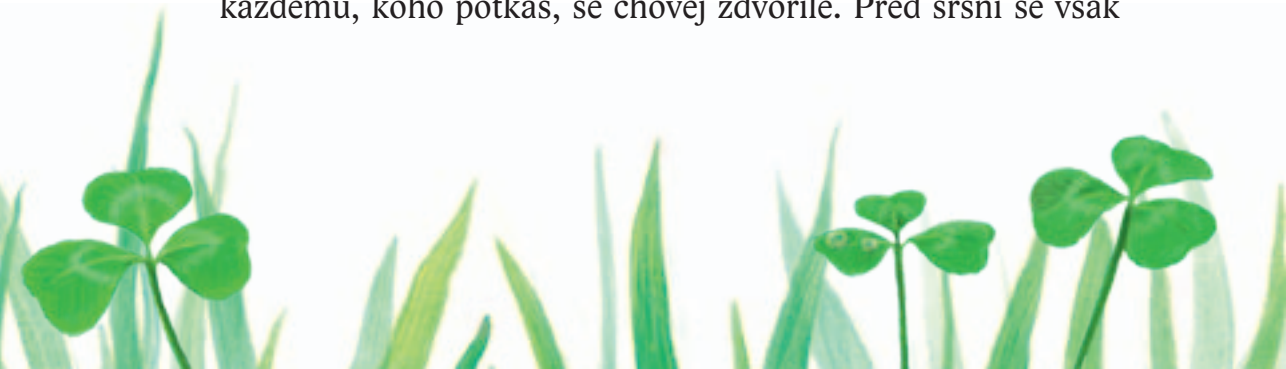 každému, koho potkáš, se chovej zdvořile. Před sršni se však